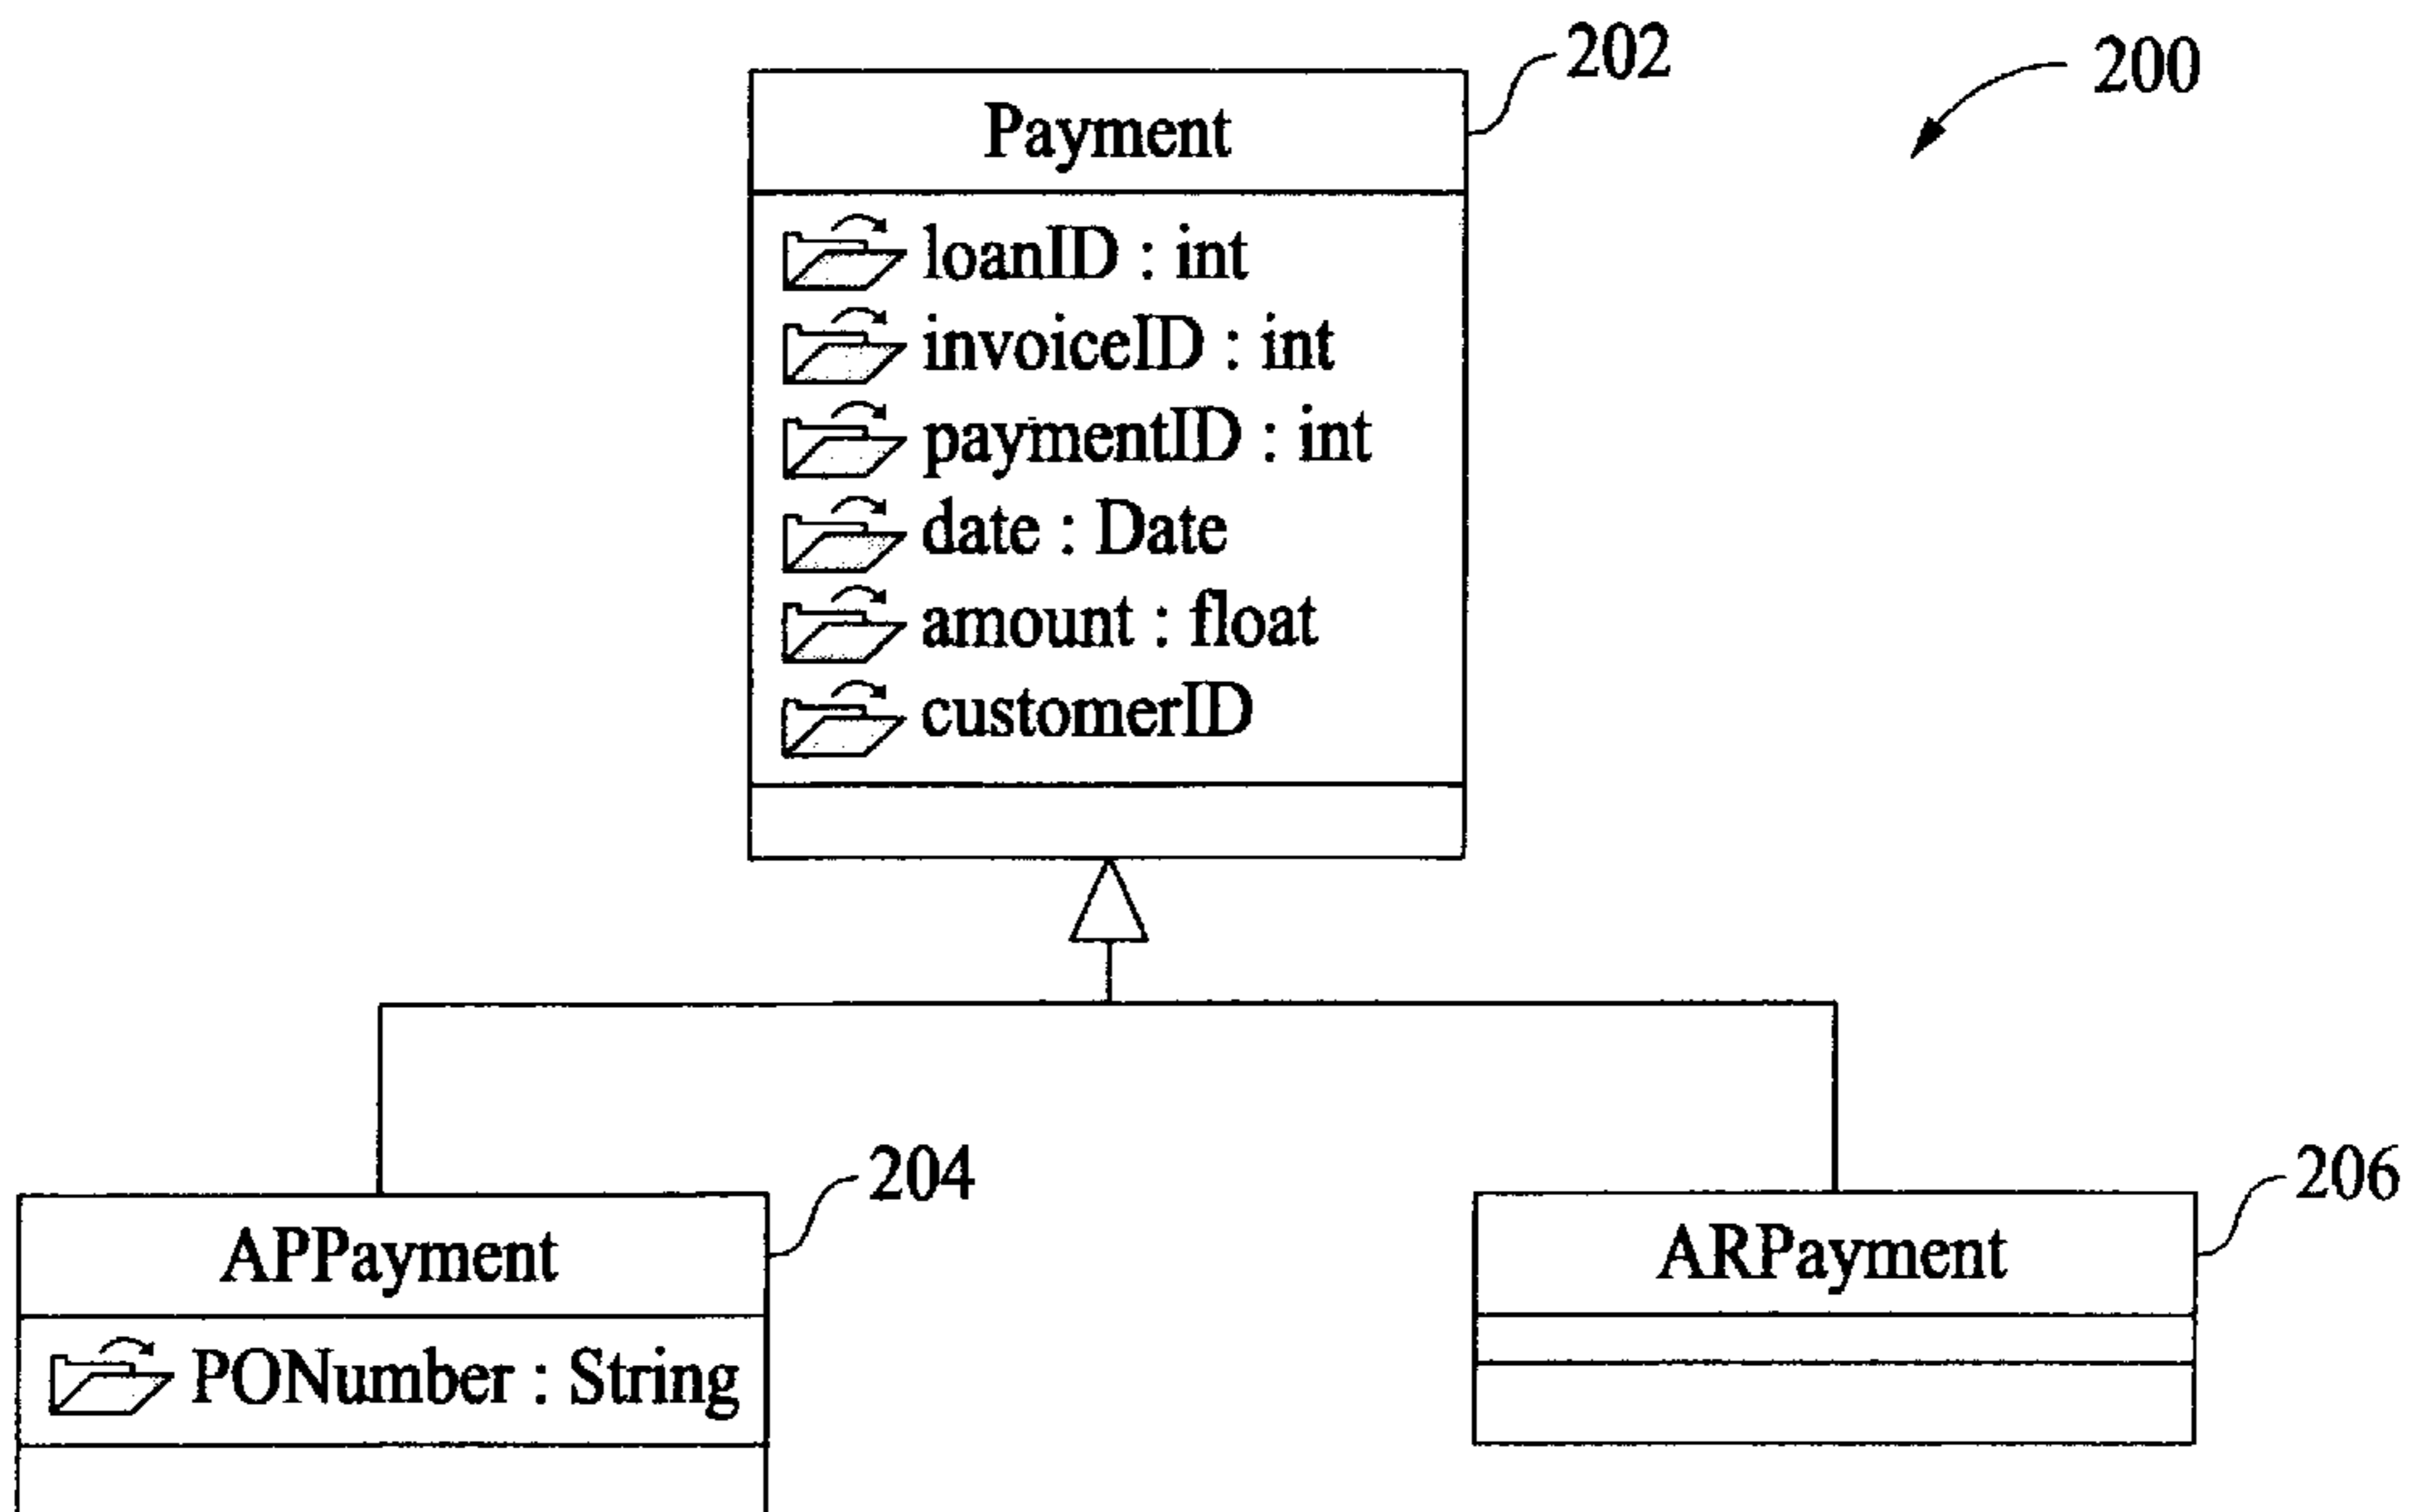 202
200
Payment
loanID : int
invoiceID : int
paymentID : int
date : Date
amount : float
customerID
204
206
APPayment
ARPayment
PONumber : String